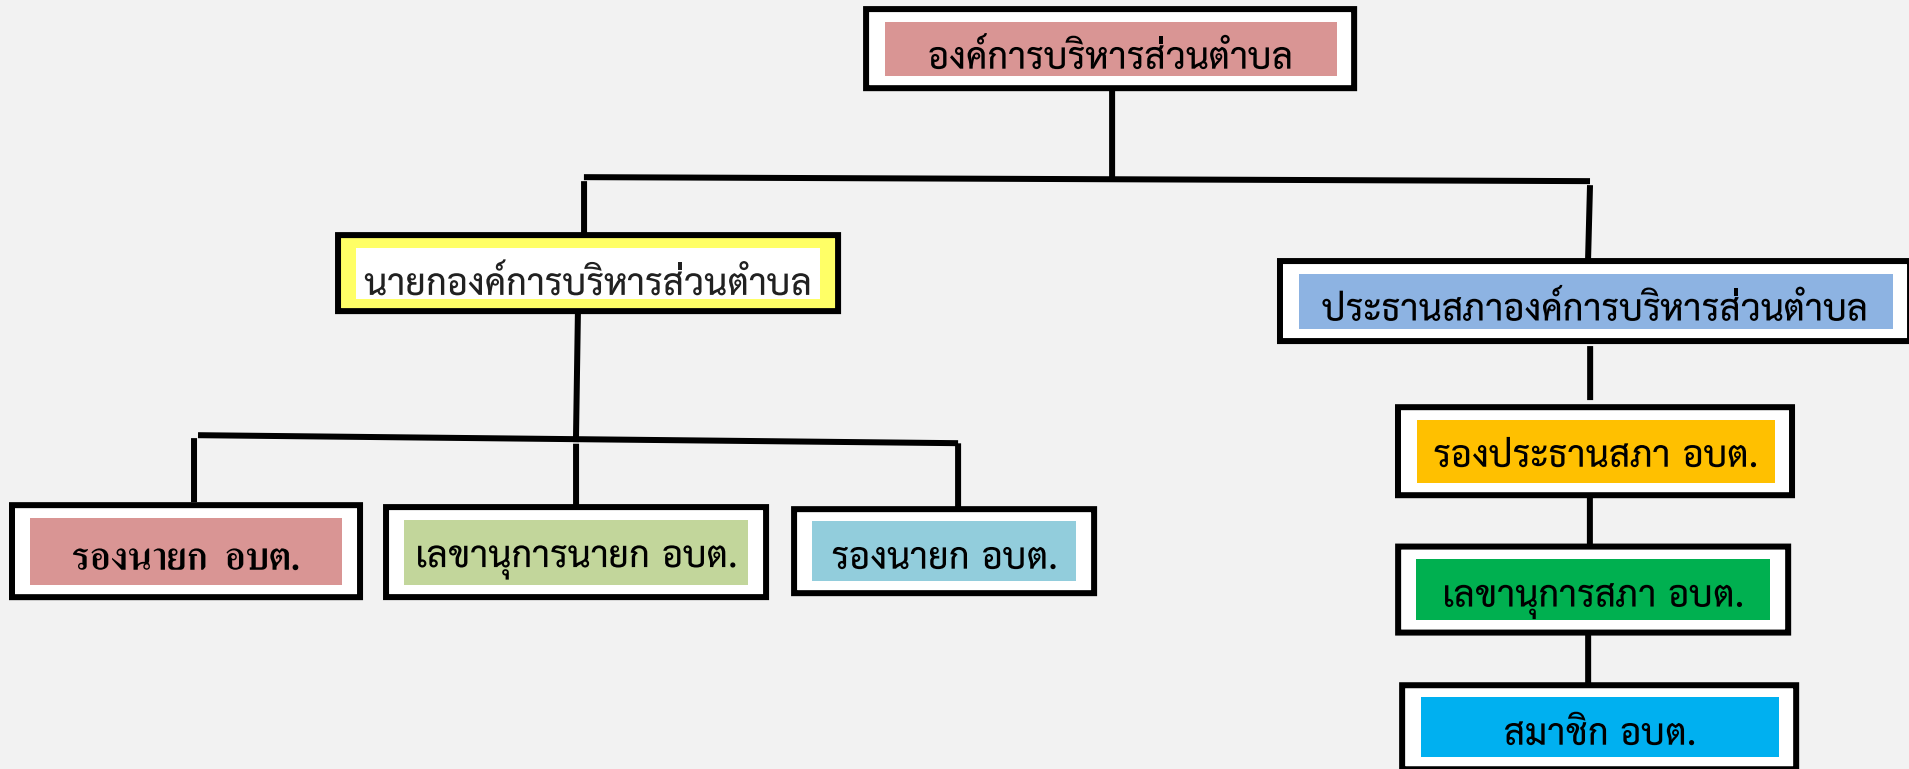 องค์การบริหารส่วนตำบล
นายกองค์การบริหารส่วนตำบล
ประธานสภาองค์การบริหารส่วนตำบล
รองประธานสภา อบต.
รองนายก อบต.
เลขานุการนายก อบต.
รองนายก อบต.
เลขานุการสภา อบต.
สมาชิก อบต.